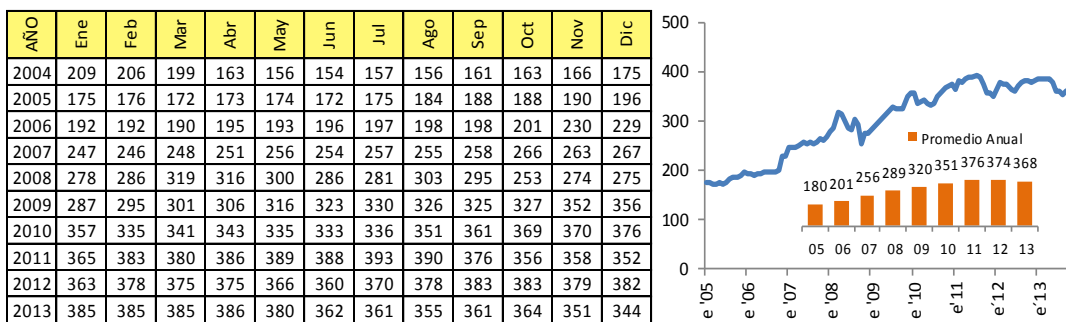 AÑO Ene Feb Mar Abr May Jun Jul Ago Sep Oct Nov Dic
2004 209 206 199 163 156 154 157 156 161 163 166 175
2005 175 176 172 173 174 172 175 184 188 188 190 196
2006 192 192 190 195 193 196 197 198 198 201 230 229
2007 247 246 248 251 256 254 257 255 258 266 263 267
2008 278 286 319 316 300 286 281 303 295 253 274 275
2009 287 295 301 306 316 323 330 326 325 327 352 356
2010 357 335 341 343 335 333 336 351 361 369 370 376
2011 365 383 380 386 389 388 393 390 376 356 358 352
2012 363 378 375 375 366 360 370 378 383 383 379 382
2013 385 385 385 386 380 362 361 355 361 364 351 344
500
400
300
200
100
0
Promedio Anual
180 201 256 289 320 351 376 374 368
05 06 07 08 09 10 11 12 13
e '05 e '06 e '07 e '08 e '09 e '10 e'11 e '12 e'13